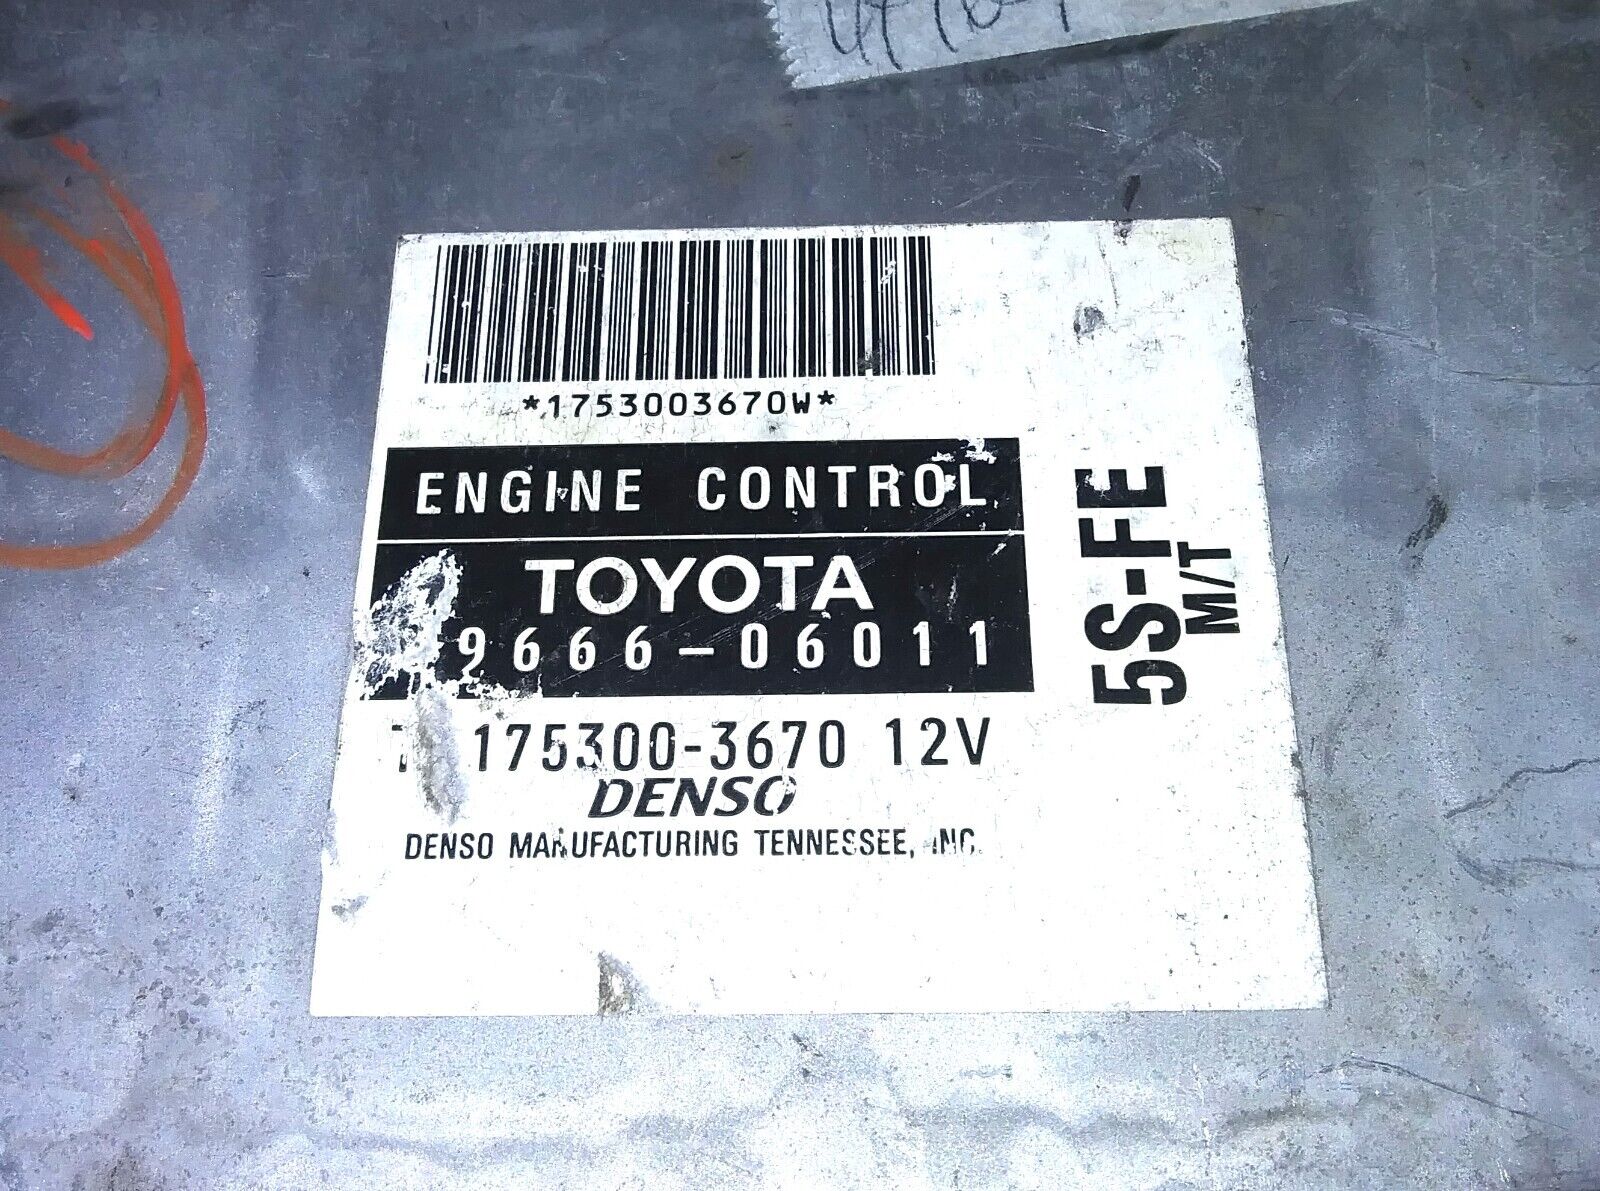 *1753003670W*
ENGINE CONTROL
TOYOTA
9666-06011
175300-3670 12V
DENSO
DENSO MANUFACTURING TENNESSEE, INC.
5S-FE
M/T